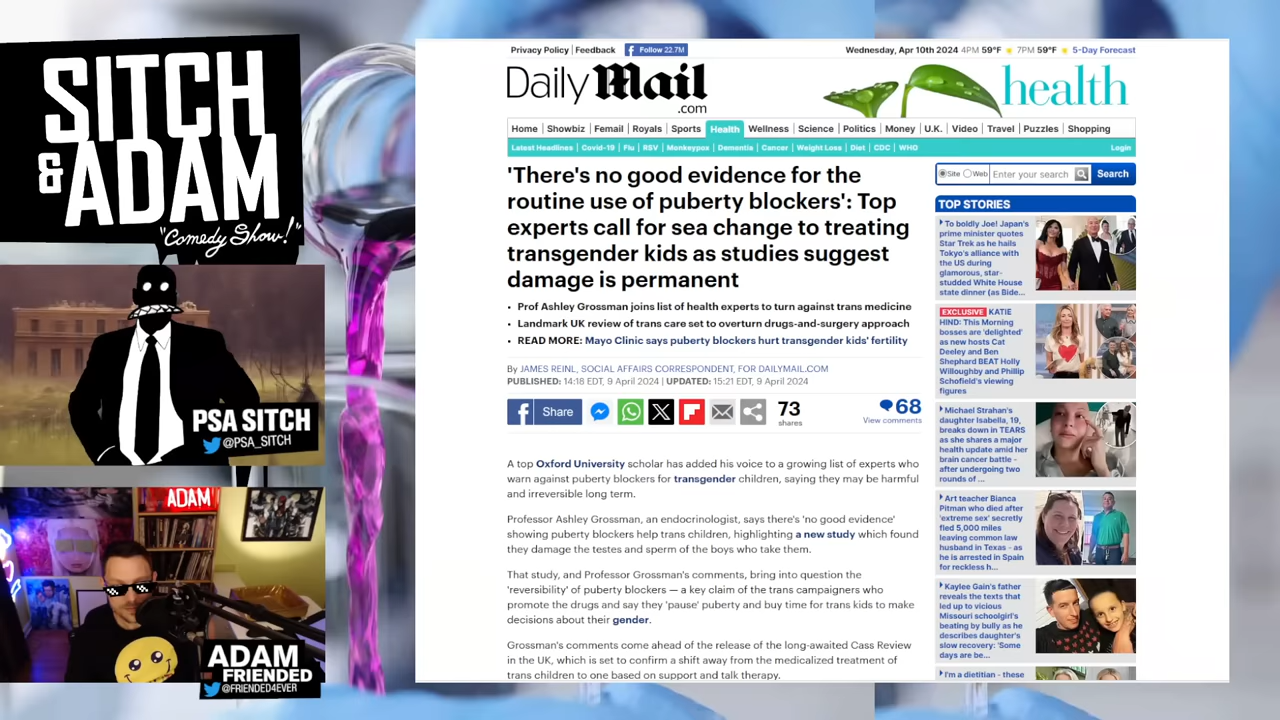 SITCH
& ADAM
"Comedy Show!"
PSA SITCH
@PSA_SITCH
ADAM
ADAM
FRIENDED
@FRIENDED4EVER
Privacy Policy | Feedback
Follow 22.7M
Wednesday, Apr 10th 2024 4PM 59°F 7PM 59°F 5-Day Forecast
Daily Mail
.com
health
Home | Showbiz | Femail | Royals | Sports | Health | Wellness | Science | Politics | Money | U.K. | Video | Travel | Puzzles | Shopping
Latest Headlines | Covid-19 | Flu | RSV | Monkeypox | Dementia | Cancer | Weight Loss | Diet | CDC | WHO
Login
'There's no good evidence for the
routine use of puberty blockers': Top
experts call for sea change to treating
transgender kids as studies suggest
damage is permanent
• Prof Ashley Grossman joins list of health experts to turn against trans medicine
• Landmark UK review of trans care set to overturn drugs-and-surgery approach
• READ MORE: Mayo Clinic says puberty blockers hurt transgender kids' fertility
By JAMES REINL, SOCIAL AFFAIRS CORRESPONDENT, FOR DAILYMAIL.COM
PUBLISHED: 14:18 EDT, 9 April 2024 | UPDATED: 15:21 EDT, 9 April 2024
Share
73
shares
68
View comments
A top Oxford University scholar has added his voice to a growing list of experts who
warn against puberty blockers for transgender children, saying they may be harmful
and irreversible long term.
Professor Ashley Grossman, an endocrinologist, says there's 'no good evidence'
showing puberty blockers help trans children, highlighting a new study which found
they damage the testes and sperm of the boys who take them.
That study, and Professor Grossman's comments, bring into question the
'reversibility' of puberty blockers — a key claim of the trans campaigners who
promote the drugs and say they 'pause' puberty and buy time for trans kids to make
decisions about their gender.
Grossman's comments come ahead of the release of the long-awaited Cass Review
in the UK, which is set to confirm a shift away from the medicalized treatment of
trans children to one based on support and talk therapy.
Site Web Enter your search Search
TOP STORIES
To boldly Joe! Japan's
prime minister quotes
Star Trek as he hails
Tokyo's alliance with
the US during
glamorous, star-
studded White House
state dinner (as Bide...
EXCLUSIVE KATIE
HIND: This Morning
bosses are 'delighted'
as new hosts Cat
Deeley and Ben
Shephard BEAT Holly
Willoughby and Phillip
Schofield's viewing
figures
Michael Strahan's
daughter Isabella, 19,
breaks down in TEARS
as she shares a major
health update amid her
brain cancer battle -
after undergoing two
rounds of ...
Art teacher Bianca
Pitman who died after
'extreme sex' secretly
fled 5,000 miles
leaving common law
husband in Texas - as
he is arrested in Spain
for reckless h...
Kaylee Gain's father
reveals the texts that
led up to vicious
Missouri schoolgirl's
beating by bully as he
describes daughter's
slow recovery: 'Some
days are be...
I'm a dietitian - these